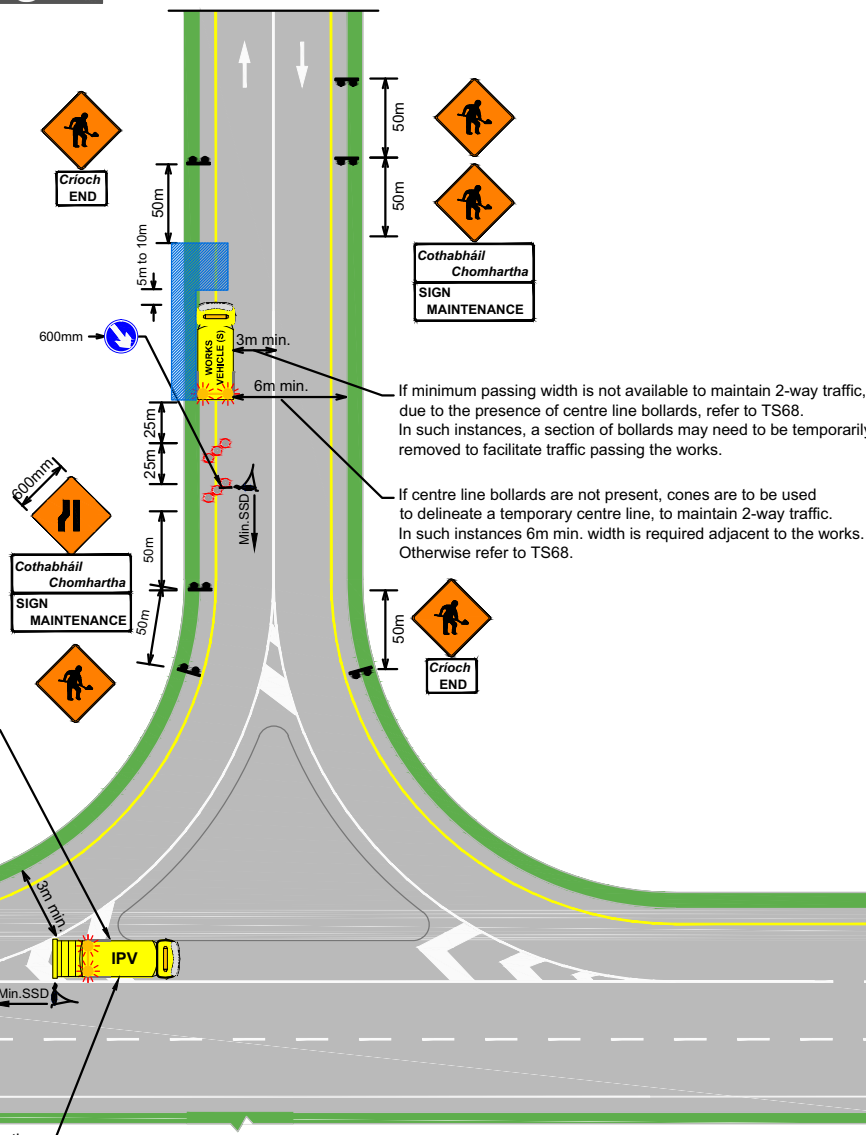 g
50m
50m
Críoch
END
50m
5m to 10m
Cothabháil
Chomhartha
SIGN
MAINTENANCE
600mm
WORKS
VEHICLE (S)
3m min.
6m min.
If minimum passing width is not available to maintain 2-way traffic,
due to the presence of centre line bollards, refer to TS68.
In such instances, a section of bollards may need to be temporarily
removed to facilitate traffic passing the works.
25m
25m
600mm
Min.SSD
If centre line bollards are not present, cones are to be used
to delineate a temporary centre line, to maintain 2-way traffic.
In such instances 6m min. width is required adjacent to the works.
Otherwise refer to TS68.
50m
Cothabháil
Chomhartha
SIGN
MAINTENANCE
50m
50m
Críoch
END
3m min.
IPV
Min.SSD